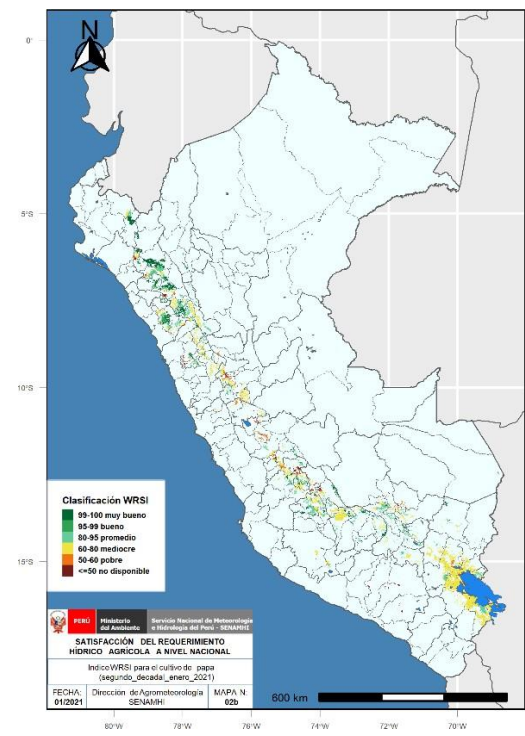 N
0°
5°S
10°S
15°S
Clasificación WRSI
99-100 muy bueno
95-99 bueno
80-95 promedio
60-80 mediocre
50-60 pobre
<=50 no disponible
PERÚ
Ministerio del Ambiente
Servicio Nacional de Meteorología e Hidrología del Perú - SENAMHI
SATISFACCIÓN DEL REQUERIMIENTO
HÍDRICO AGRÍCOLA A NIVEL NACIONAL
IndiceWRSI para el cultivo de papa
(segundo_decadal_enero_2021)
FECHA: 01/2021
Dirección de Agrometeorología SENAMHI
MAPA N: 02b
600 km
80°W 78°W 76°W 74°W 72°W 70°W